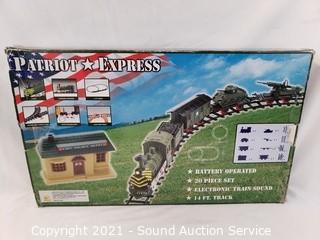 PATRIOT ★ EXPRESS
★ BATTERY OPERATED
★ 20 PIECE SET
★ ELECTRONIC TRAIN SOUND
★ 14 FT. TRACK
Copyright 2021 - Sound Auction Service